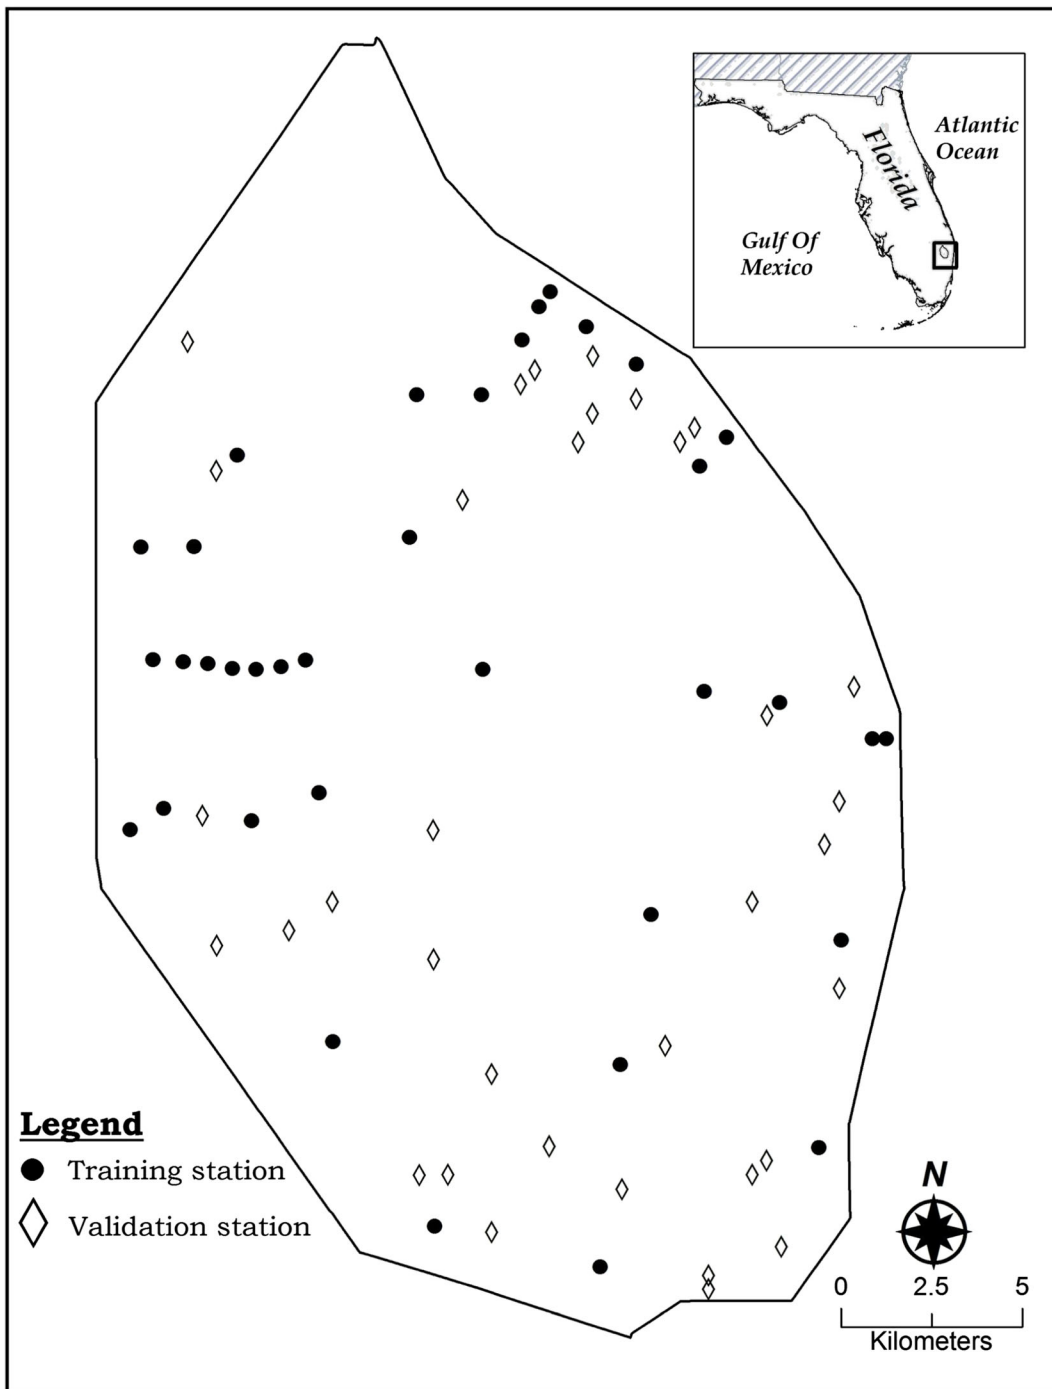 Atlantic
Ocean
Florida
Gulf Of
Mexico
Legend
Training station
Validation station
N
0 2.5 5
Kilometers